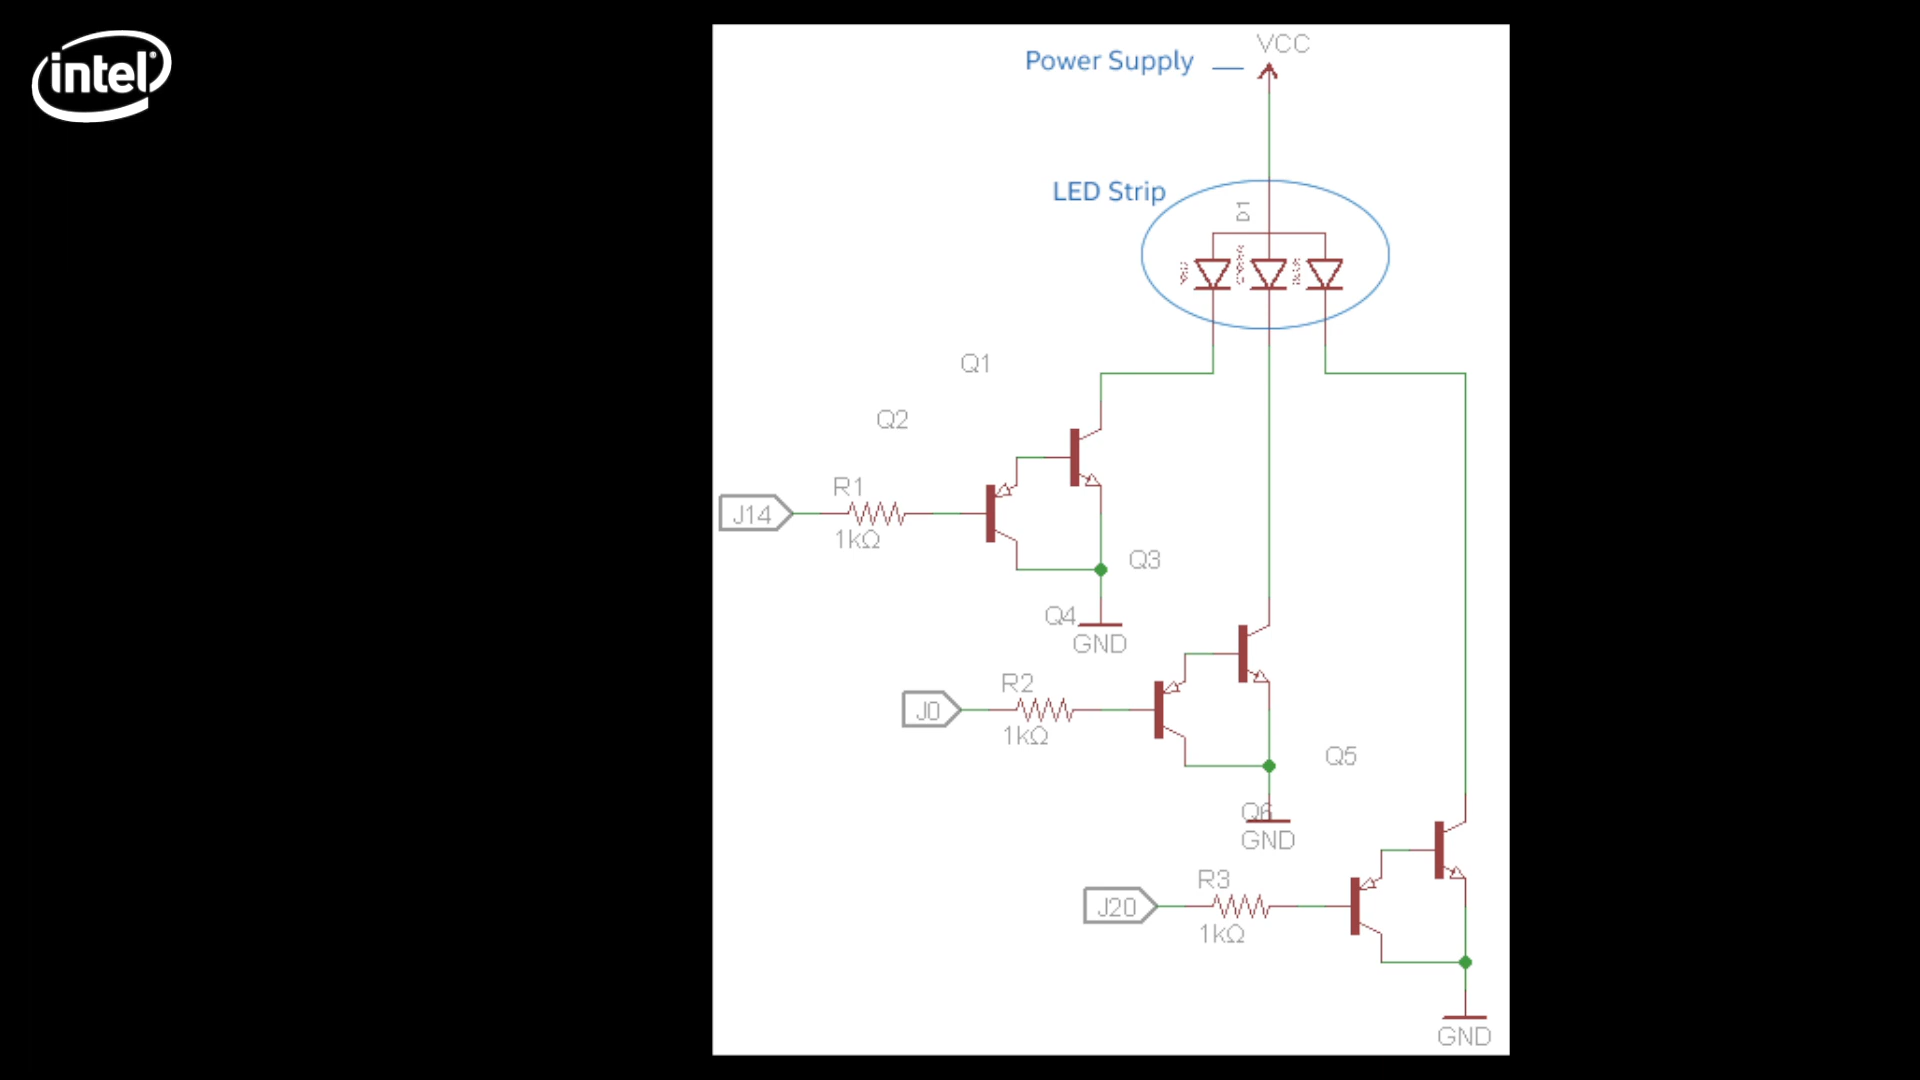 intel
VCC
Power Supply
LED Strip
D1
Q1
Q2
R1
J14
1kΩ
Q3
Q4
GND
R2
J0
1kΩ
Q5
Q6
GND
R3
J20
1kΩ
GND